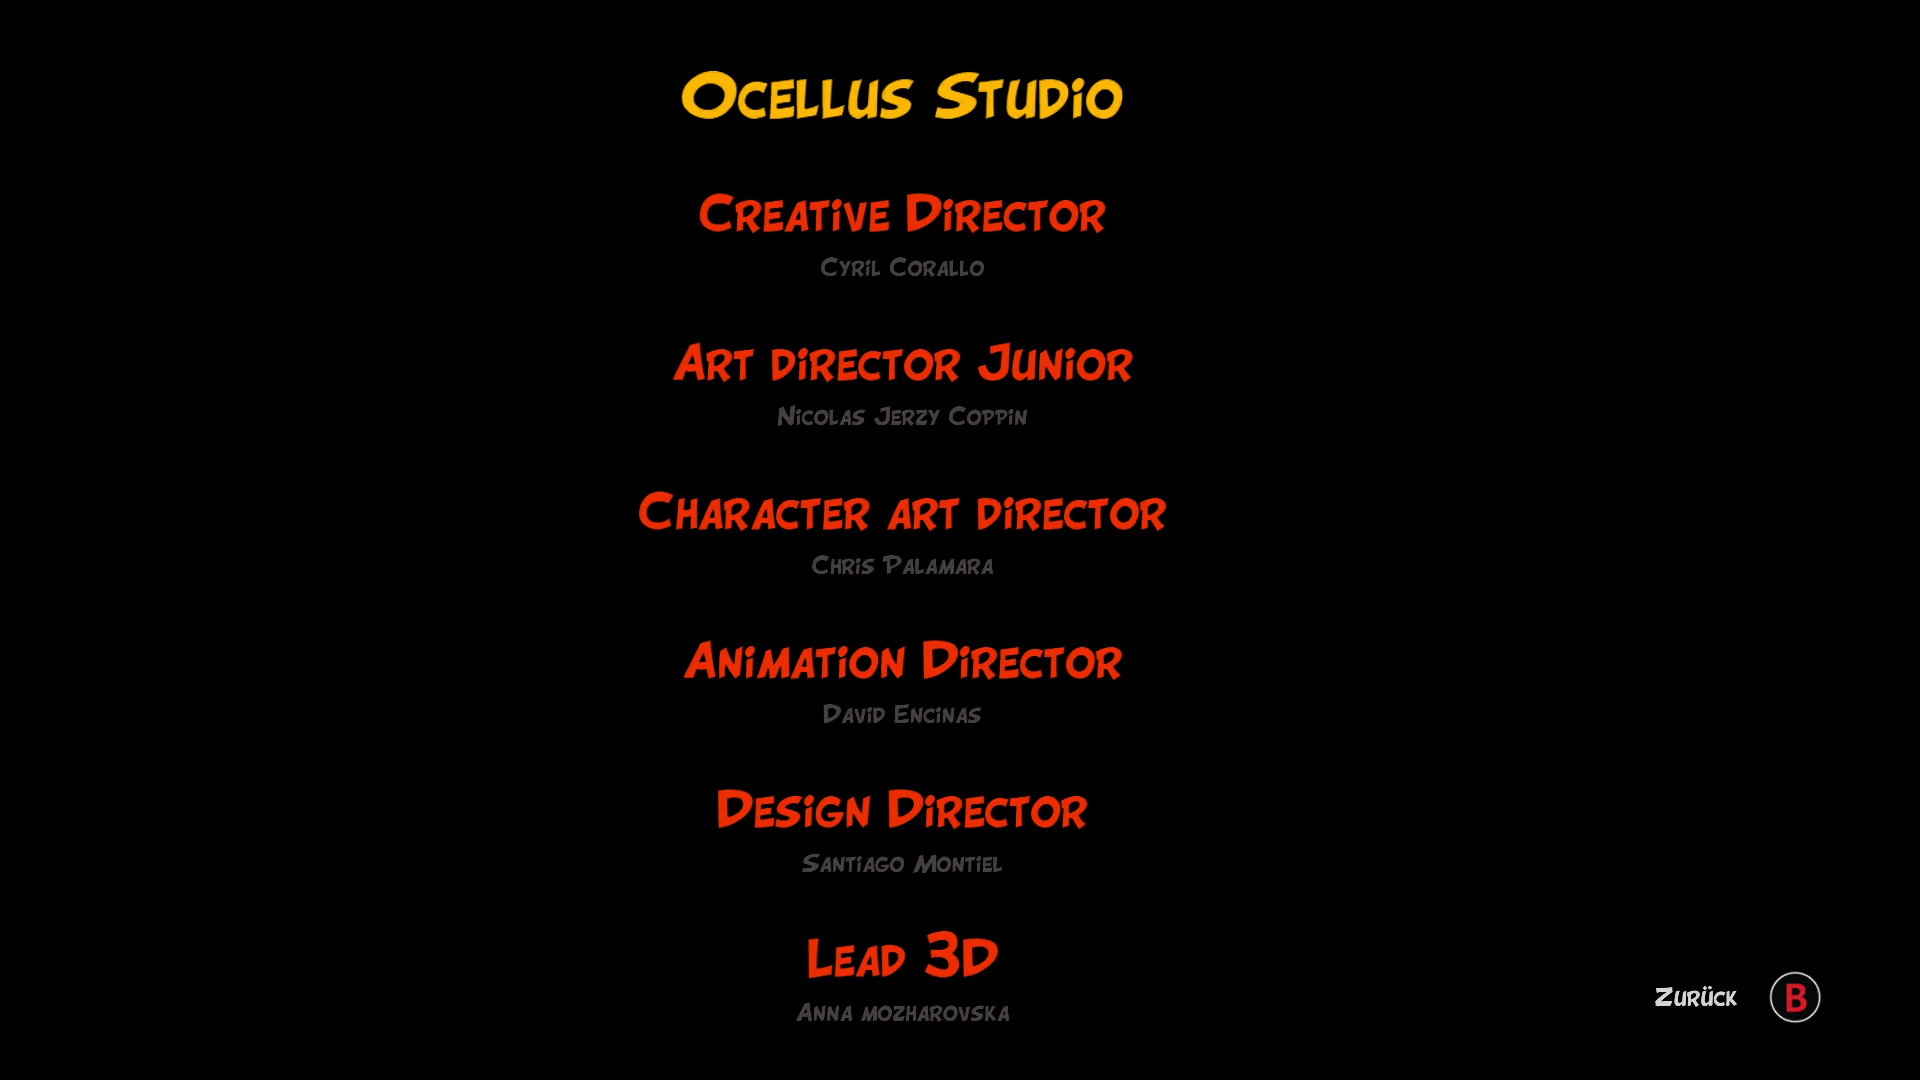 Ocellus Studio
Creative Director
Cyril Corallo
Art director Junior
Nicolas Jerzy Coppin
Character art director
Chris Palamara
Animation Director
David Encinas
Design Director
Santiago Montiel
Lead 3D
Anna mozharovska
Zurück B